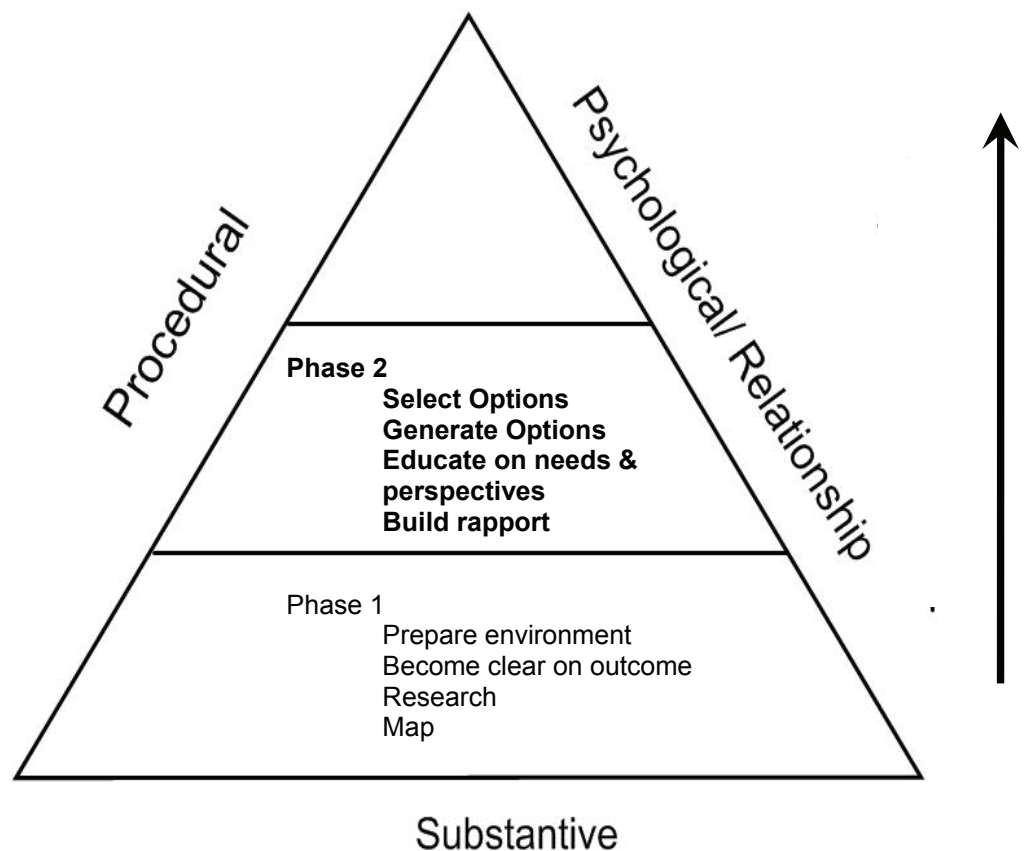 Procedural
Psychological/ Relationship
Phase 2
Select Options
Generate Options
Educate on needs &
perspectives
Build rapport
Phase 1
Prepare environment
Become clear on outcome
Research
Map
Substantive